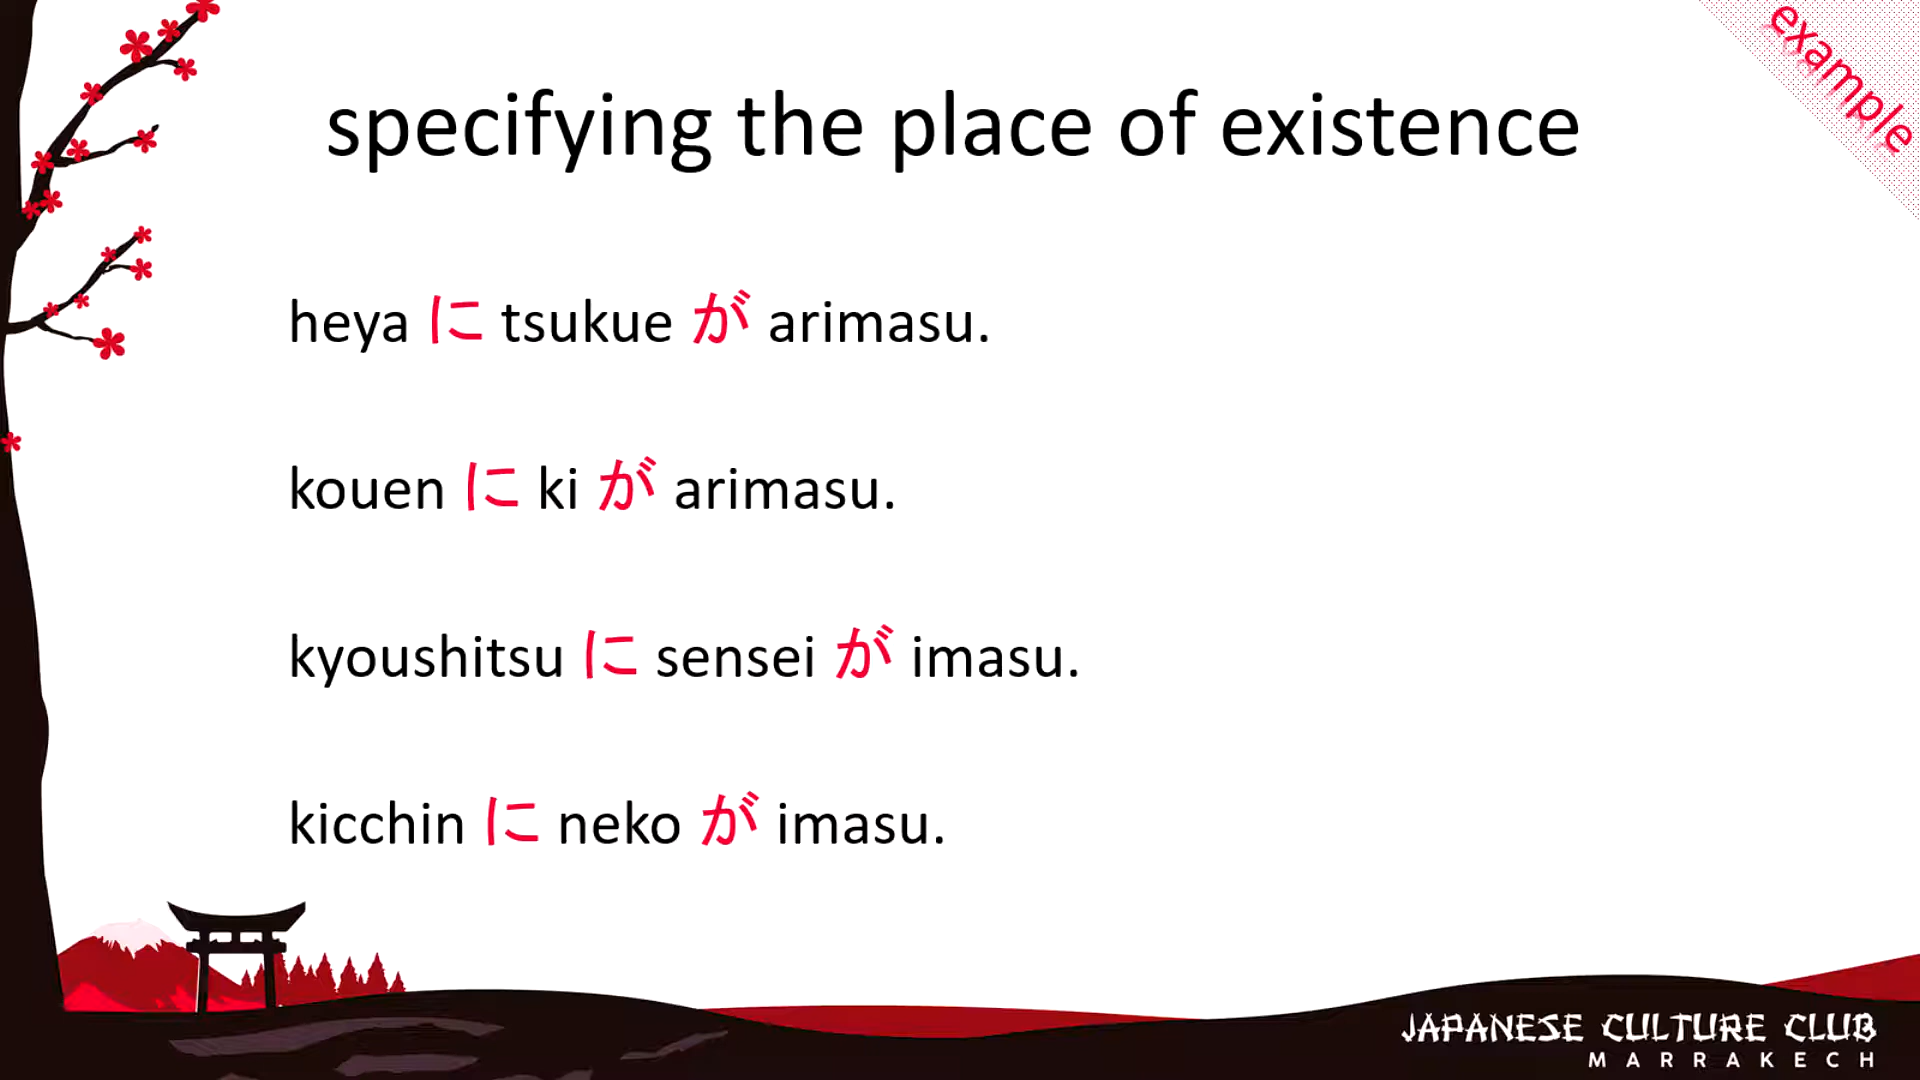 example
specifying the place of existence
heya に tsukue が arimasu.
kouen に ki が arimasu.
kyoushitsu に sensei が imasu.
kicchin に neko が imasu.
JAPANESE CULTURE CLUB
MARRAKECH